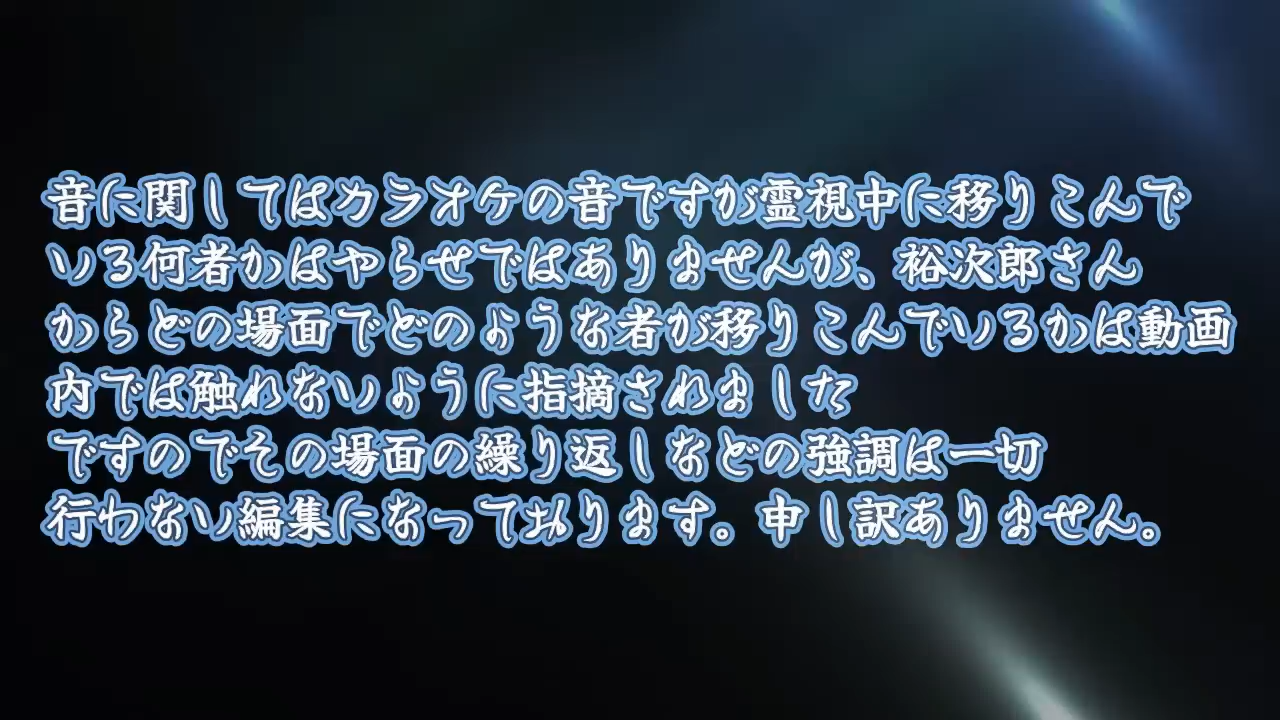 音に関してはカラオケの音ですが霊視中に移りこんで
いる何者かはやらせではありませんが、裕次郎さん
からどの場面でどのような者が移りこんでいるかは動画
内では触れないように指摘されました
ですのでその場面の繰り返しなどの強調は一切
行わない編集になっております。申し訳ありません。